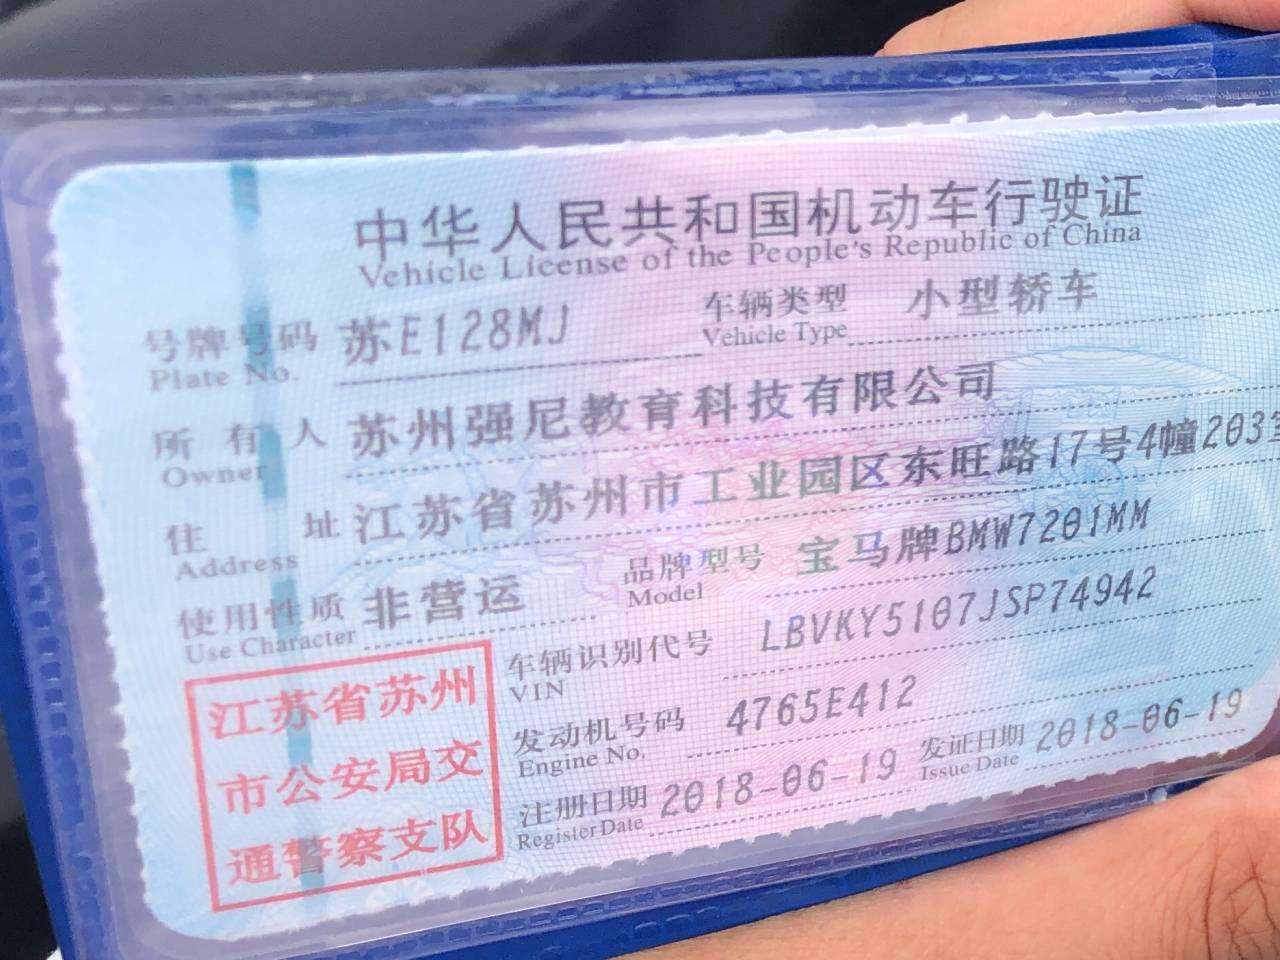 中华人民共和国机动车行驶证
Vehicle License of the People's Republic of China
号牌号码 苏E128MJ 车辆类型 小型轿车
Plate No. Vehicle Type
所有人 苏州强尼教育科技有限公司
Owner
住址 江苏省苏州市工业园区东旺路17号4幢203
Address
使用性质 非营运 品牌型号 宝马牌BMW7201MM
Use Character Model
车辆识别代号 LBVKY5107JSP74942
VIN
发动机号码 4765E412
Engine No.
注册日期 2018-06-19 发证日期 2018-06-19
Register Date Issue Date
江苏省苏州
市公安局交
通警察支队